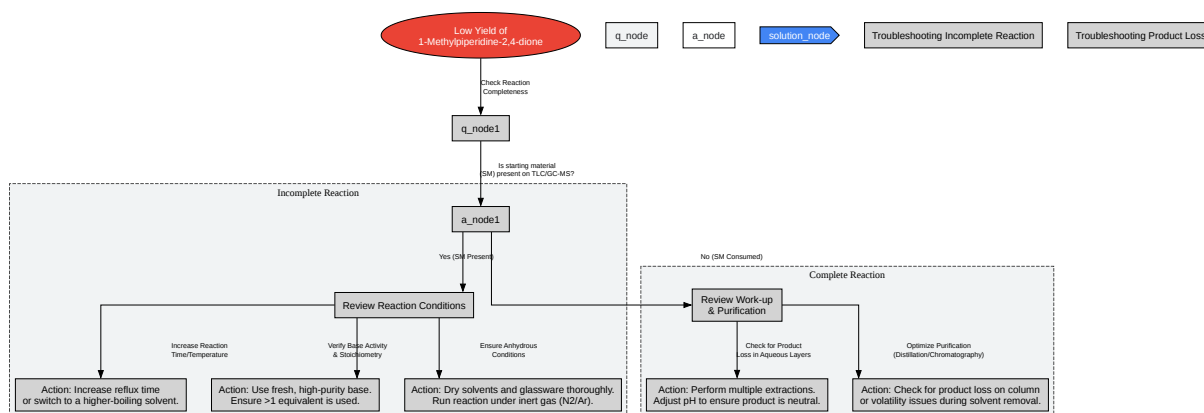 Low Yield of
1-Methylpiperidine-2,4-dione
q_node
a_node
solution_node
Troubleshooting Incomplete Reaction
Troubleshooting Product Loss
Check Reaction
Completeness
q_node1
Is starting material
(SM) present on TLC/GC-MS?
Incomplete Reaction
a_node1
Yes (SM Present)
No (SM Consumed)
Complete Reaction
Review Reaction Conditions
Review Work-up
& Purification
Increase Reaction
Time/Temperature
Verify Base Activity
& Stoichiometry
Ensure Anhydrous
Conditions
Check for Product
Loss in Aqueous Layers
Optimize Purification
(Distillation/Chromatography)
Action: Increase reflux time
or switch to a higher-boiling solvent.
Action: Use fresh, high-purity base.
Ensure >1 equivalent is used.
Action: Dry solvents and glassware thoroughly.
Run reaction under inert gas (N2/Ar).
Action: Perform multiple extractions.
Adjust pH to ensure product is neutral.
Action: Check for product loss on column
or volatility issues during solvent removal.